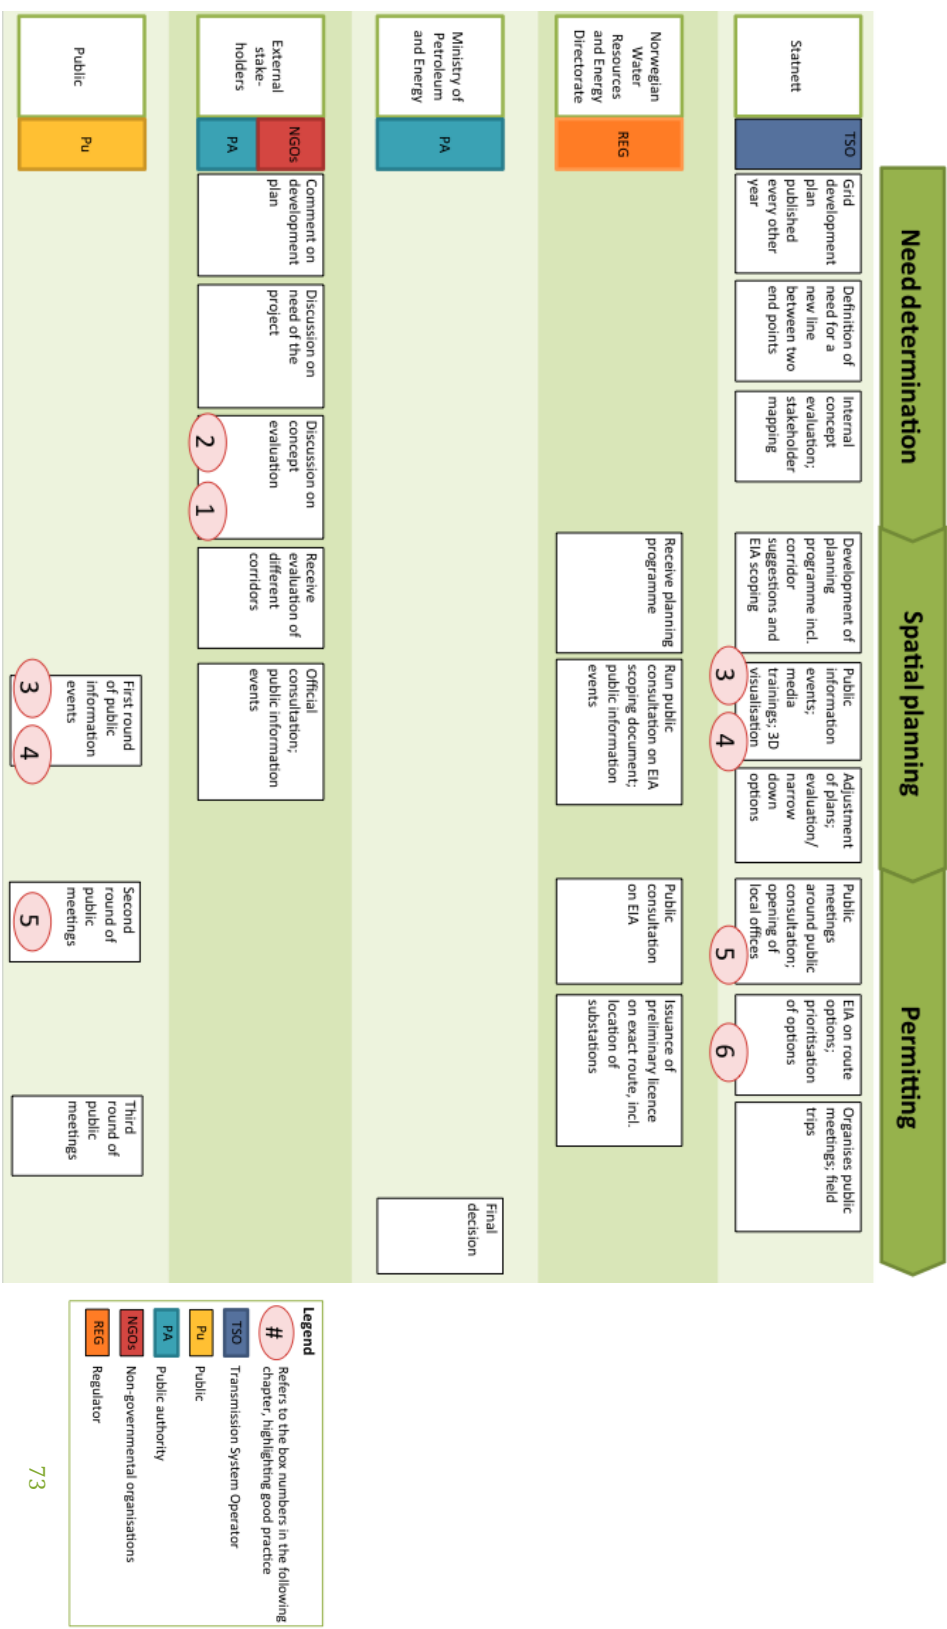 Need determination
Spatial planning
Permitting
Statnett
TSO
Grid
development
plan
published
every other
year
Definition of
need for a
new line
between two
end points
Internal
concept
evaluation;
stakeholder
mapping
Development of
planning
programme incl.
corridor
suggestions and
EIA scoping
Public
information
events;
media
trainings; 3D
visualisation
3
4
Adjustment
of plans;
evaluation/
narrow
down
options
Public
meetings
around public
consultation;
opening of
local offices
5
EIA on route
options;
prioritisation
of options
6
Organises public
meetings; field
trips
Norwegian
Water
Resources
and Energy
Directorate
REG
Receive planning
programme
Run public
consultation on EIA
scoping document;
public information
events
Public
consultation
on EIA
Issuance of
preliminary licence
on exact route, incl.
location of
substations
Ministry of
Petroleum
and Energy
PA
Final
decision
External
stake-
holders
NGOs
PA
Comment on
development
plan
Discussion on
need of the
project
Discussion on
concept
evaluation
2
1
Receive
evaluation of
different
corridors
Official
consultation;
public information
events
Public
Pu
First round
of public
information
events
3
4
Second
round of
public
meetings
5
Third
round of
public
meetings
Legend
# Refers to the box numbers in the following
chapter, highlighting good practice
TSO Transmission System Operator
Pu Public
PA Public authority
NGOs Non-governmental organisations
REG Regulator
73